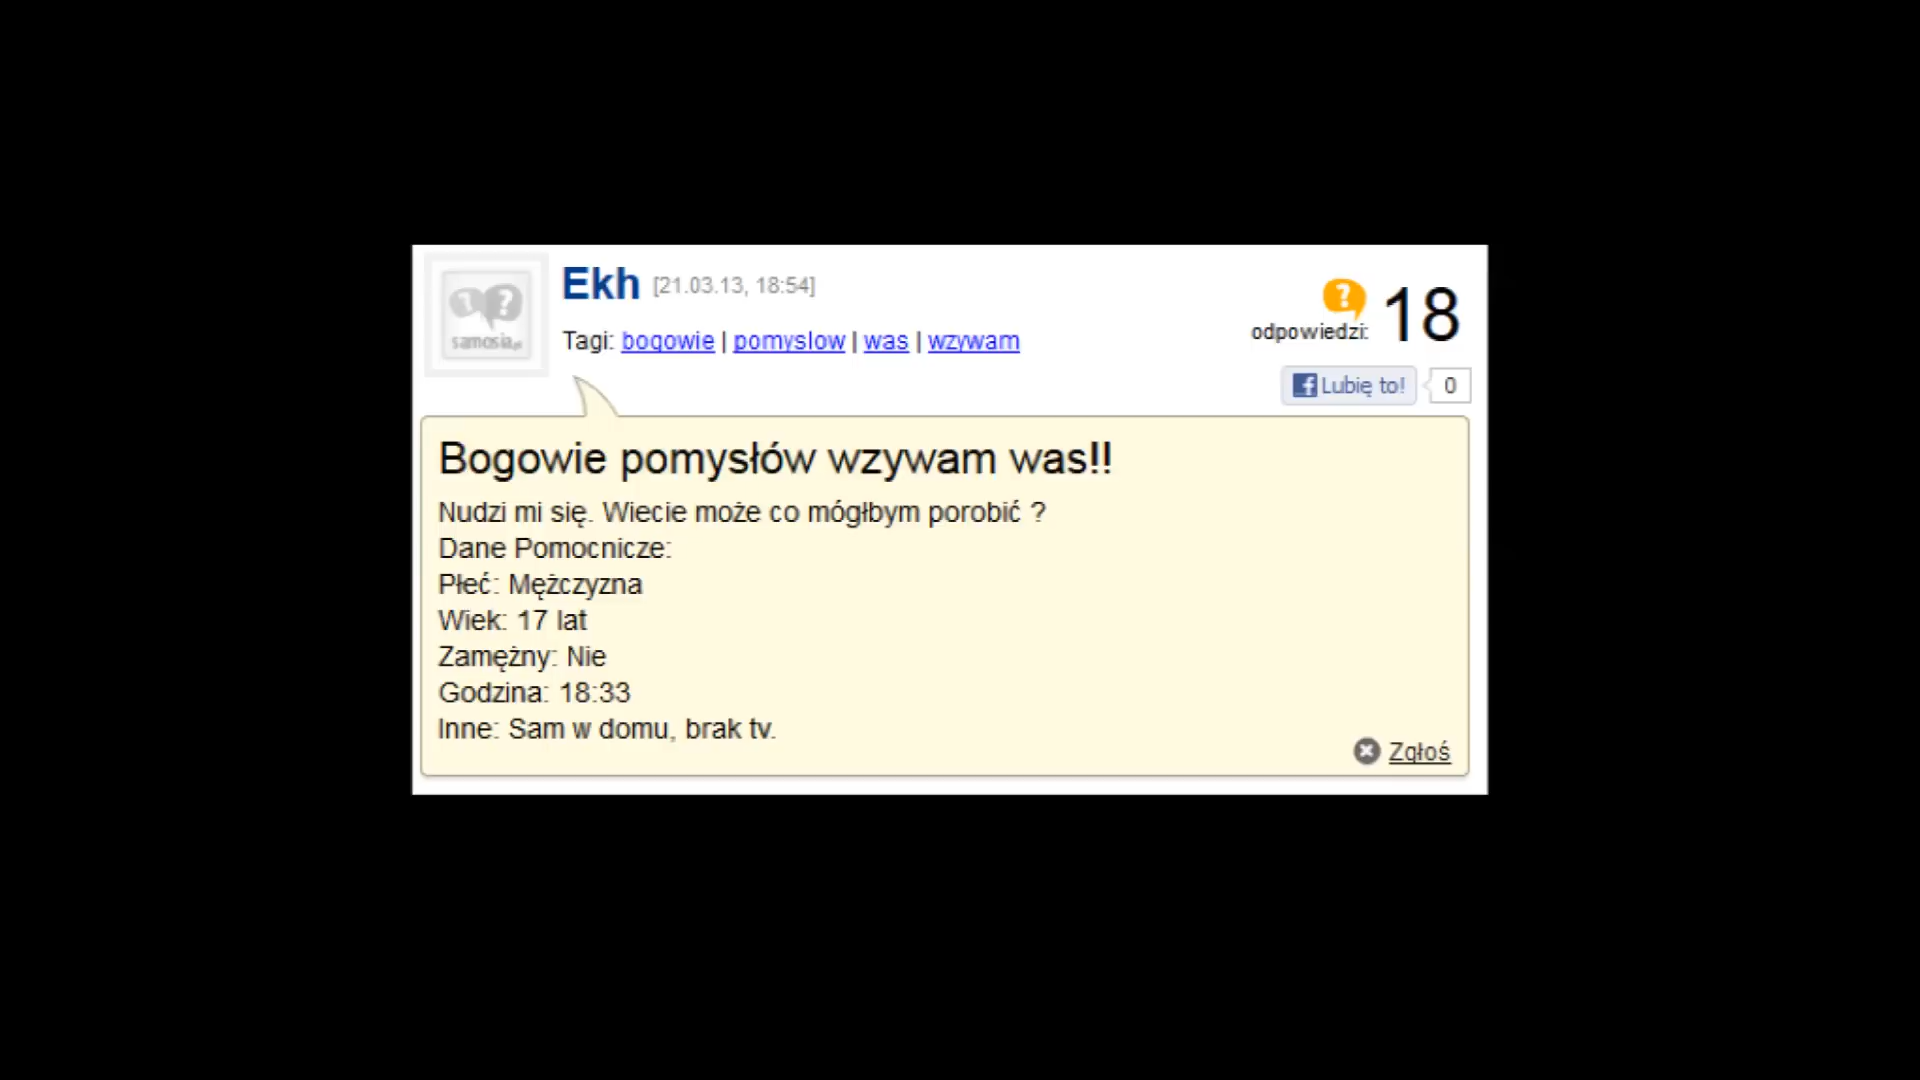 Ekh [21.03.13, 18:54]
Tagi: bogowie | pomyslow | was | wzywam
odpowiedzi: 18
Lubię to! 0
samosia.pl
Bogowie pomysłów wzywam was!!
Nudzi mi się. Wiecie może co mógłbym porobić ?
Dane Pomocnicze:
Płeć: Mężczyzna
Wiek: 17 lat
Zamężny: Nie
Godzina: 18:33
Inne: Sam w domu, brak tv.
Zgłoś